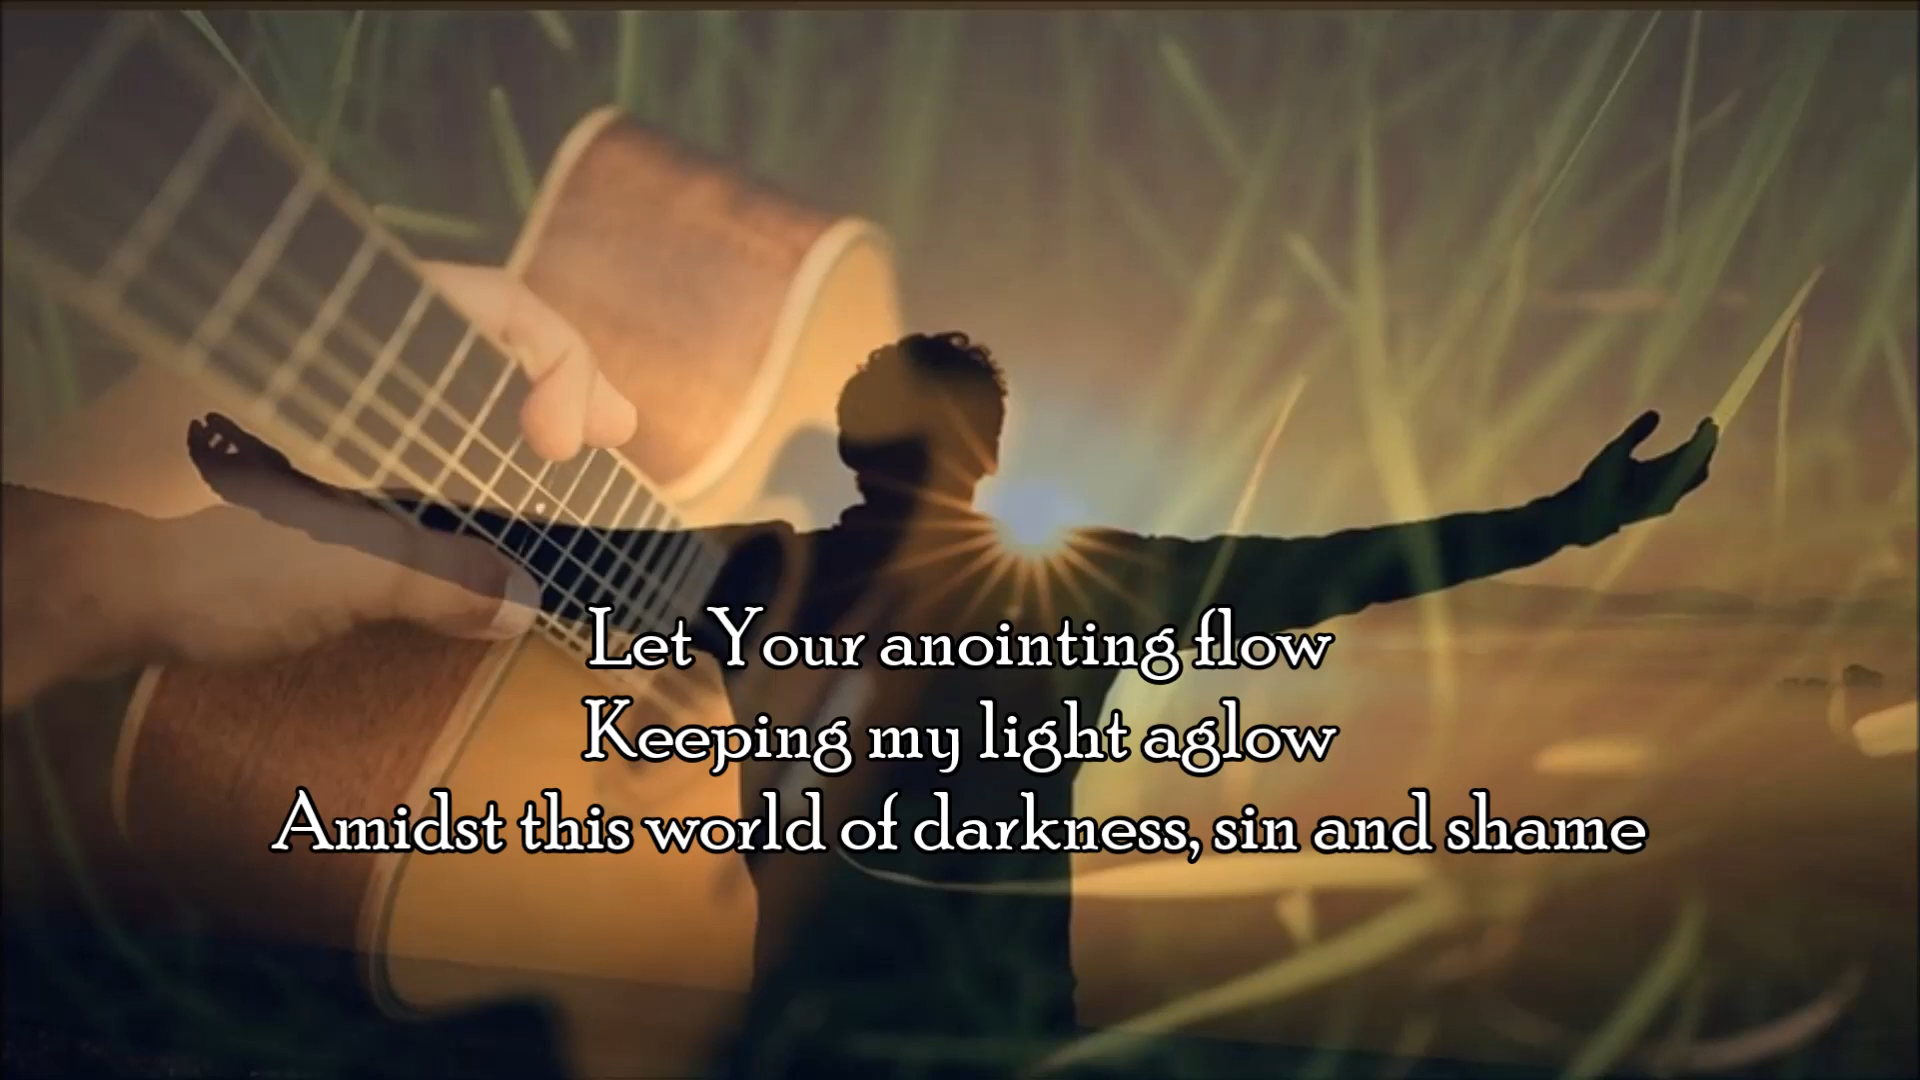 Let Your anointing flow
Keeping my light aglow
Amidst this world of darkness, sin and shame